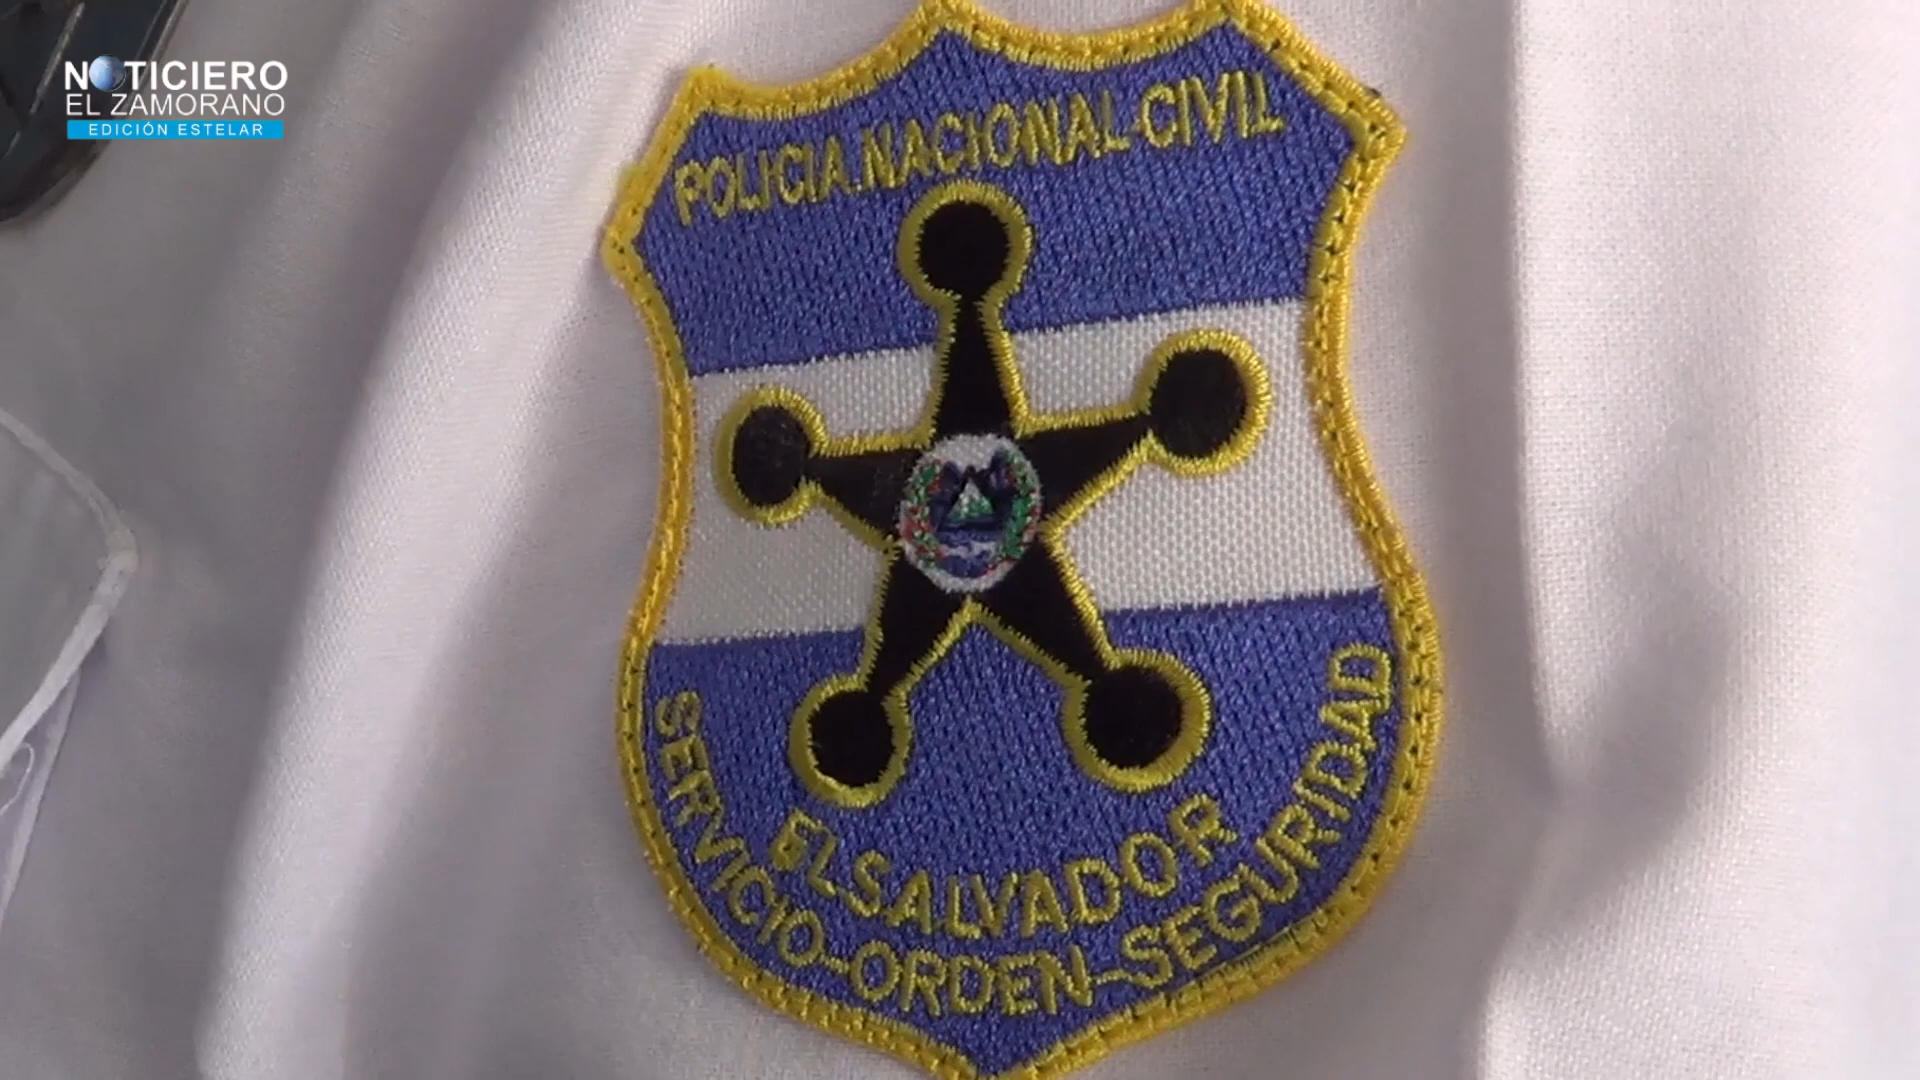 NOTICIERO
EL ZAMORANO
EDICIÓN ESTELAR
POLICIA NACIONAL CIVIL
EL SALVADOR
SERVICIO-ORDEN-SEGURIDAD